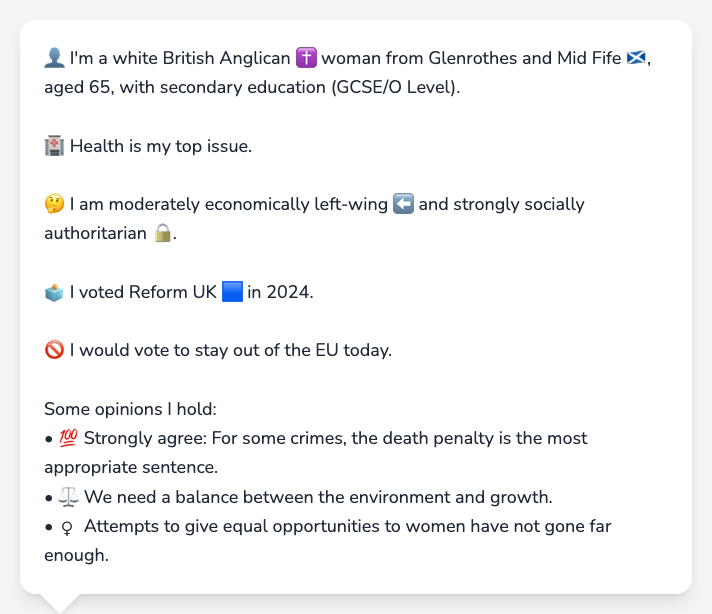 👤 I'm a white British Anglican ✝️ woman from Glenrothes and Mid Fife 🏴󠁧󠁢󠁳󠁣󠁴󠁿,
aged 65, with secondary education (GCSE/O Level).
🏥 Health is my top issue.
🤔 I am moderately economically left-wing ⬅️ and strongly socially
authoritarian 🔒.
🗳️ I voted Reform UK 🟦 in 2024.
🚫 I would vote to stay out of the EU today.
Some opinions I hold:
• 💯 Strongly agree: For some crimes, the death penalty is the most
appropriate sentence.
• ⚖️ We need a balance between the environment and growth.
• ♀ Attempts to give equal opportunities to women have not gone far
enough.